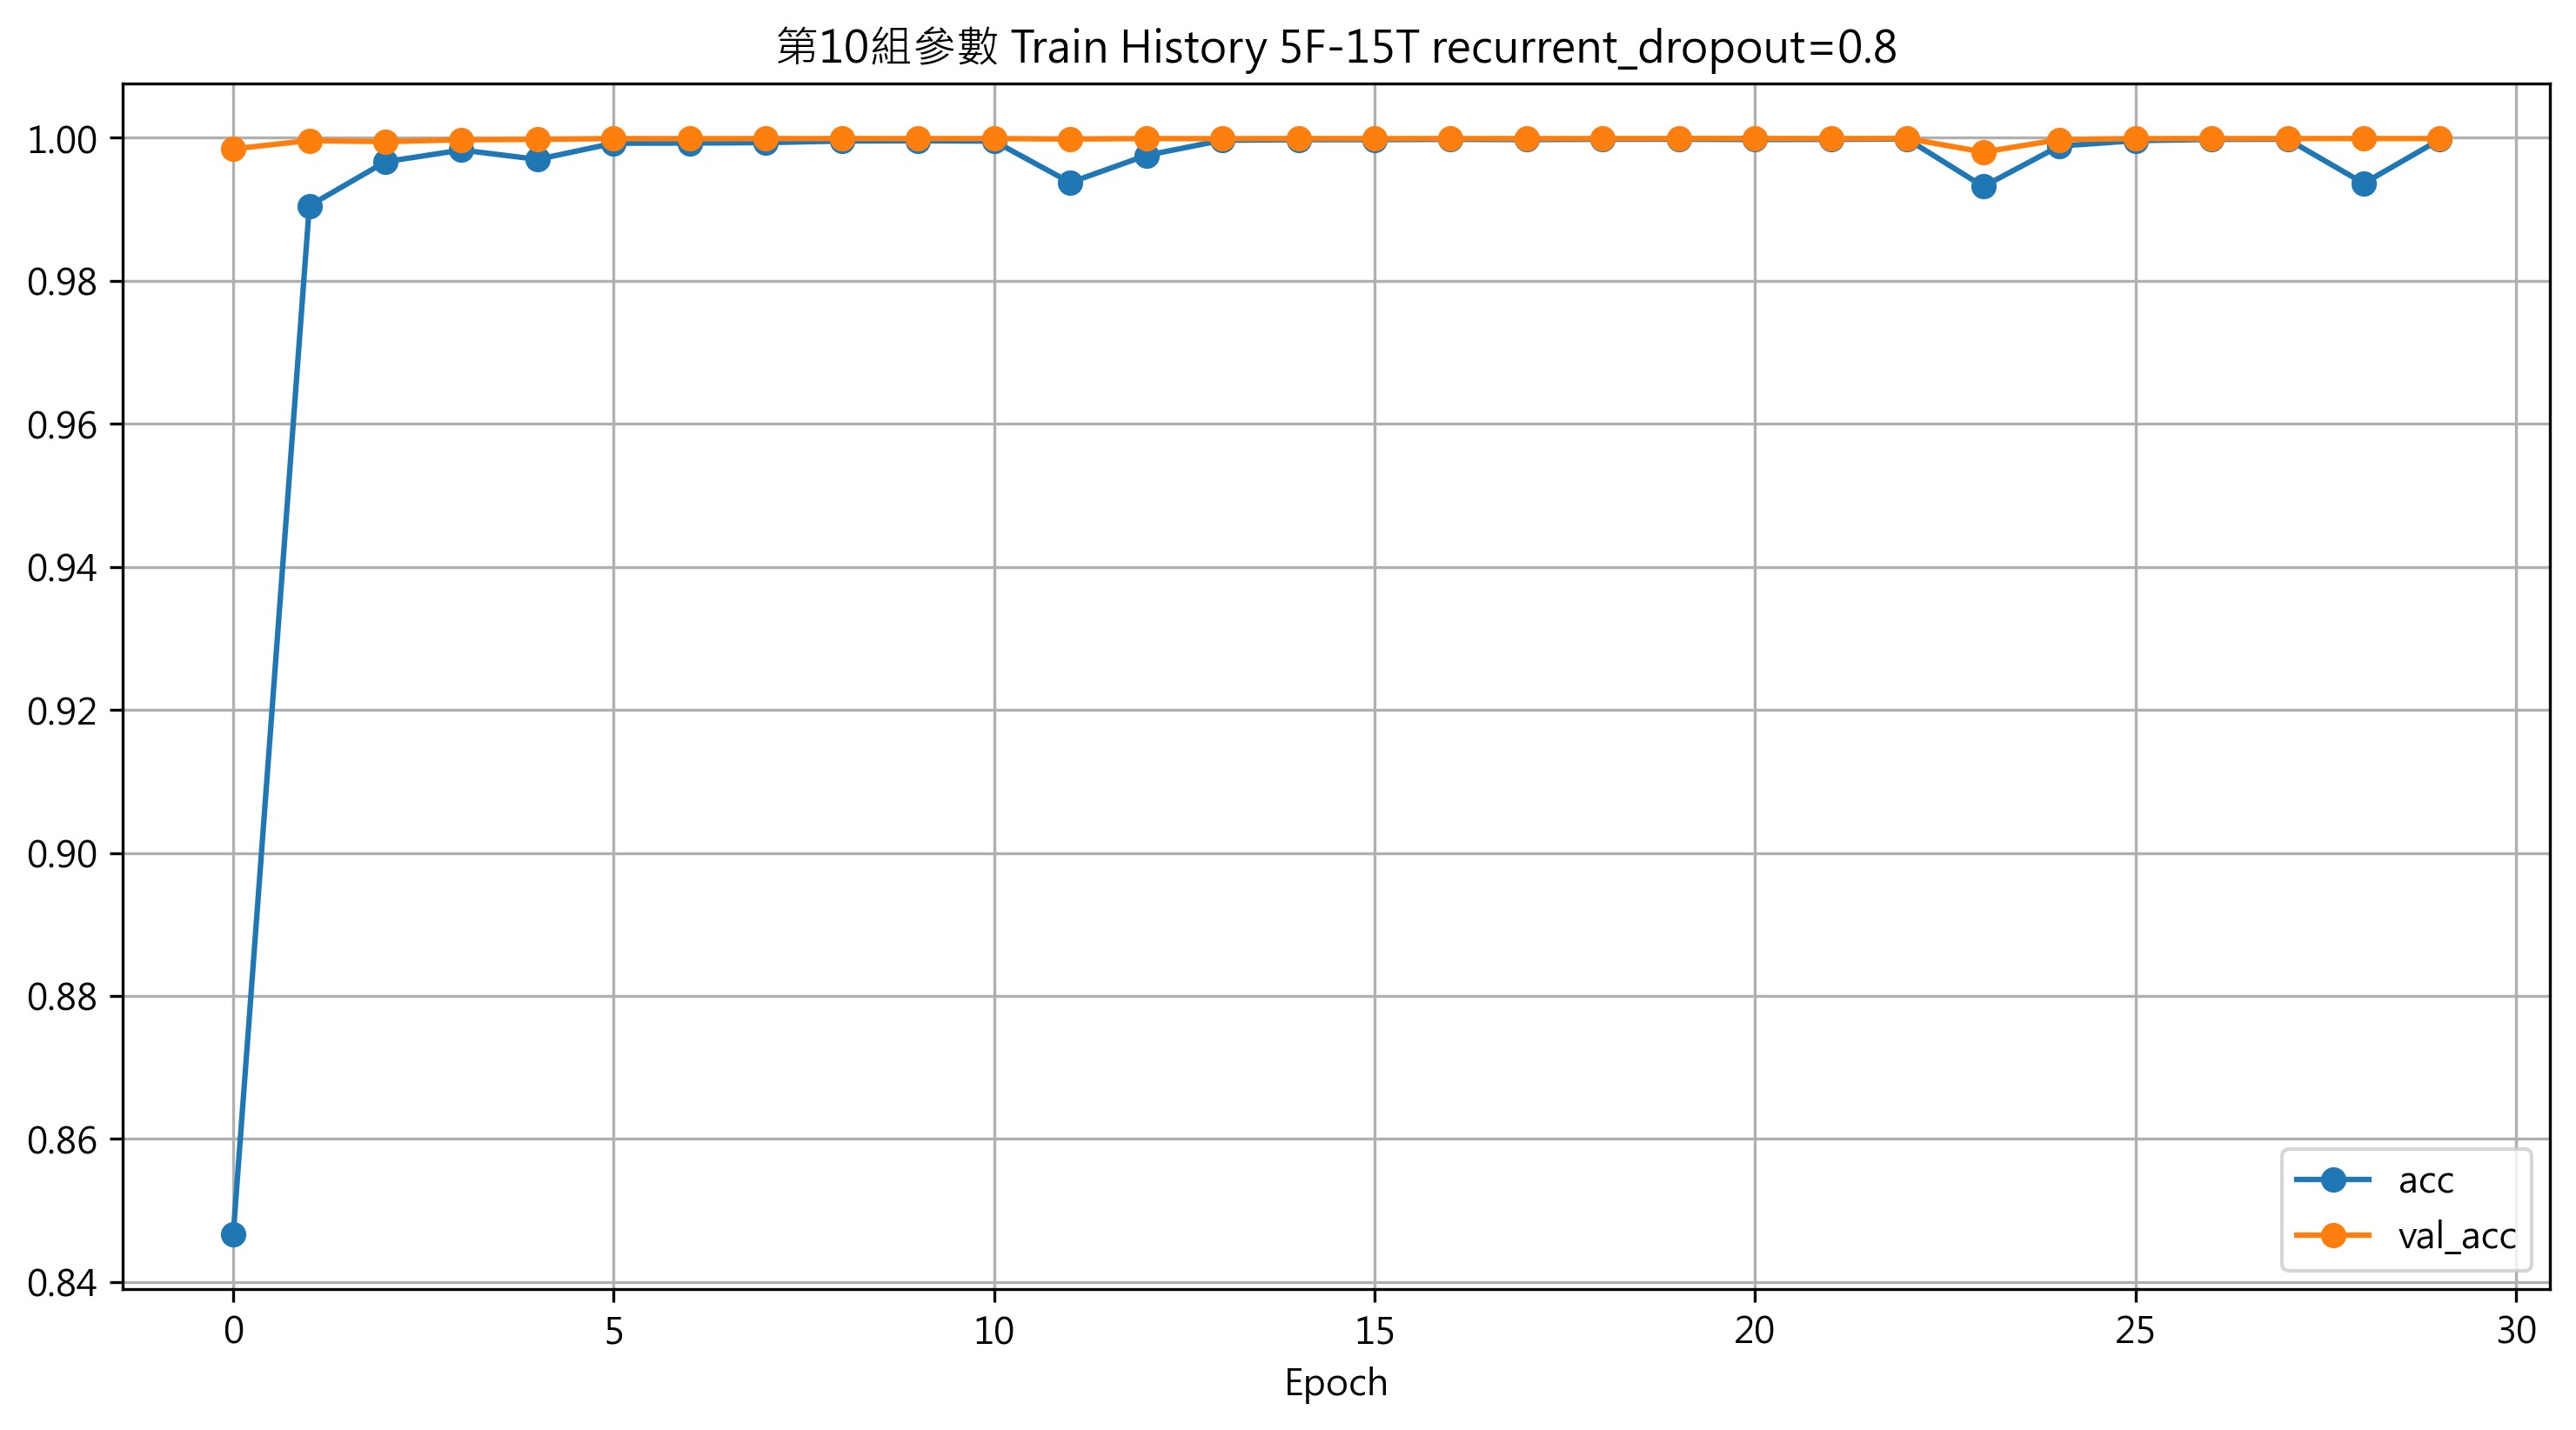 第10組參數 Train History 5F-15T recurrent_dropout=0.8
1.00
0.98
0.96
0.94
0.92
0.90
0.88
0.86
0.84
0 5 10 15 20 25 30
Epoch
acc
val_acc